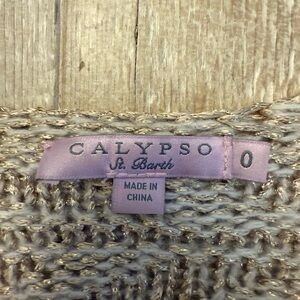 CALYPSO
St. Barth
0
MADE IN
CHINA